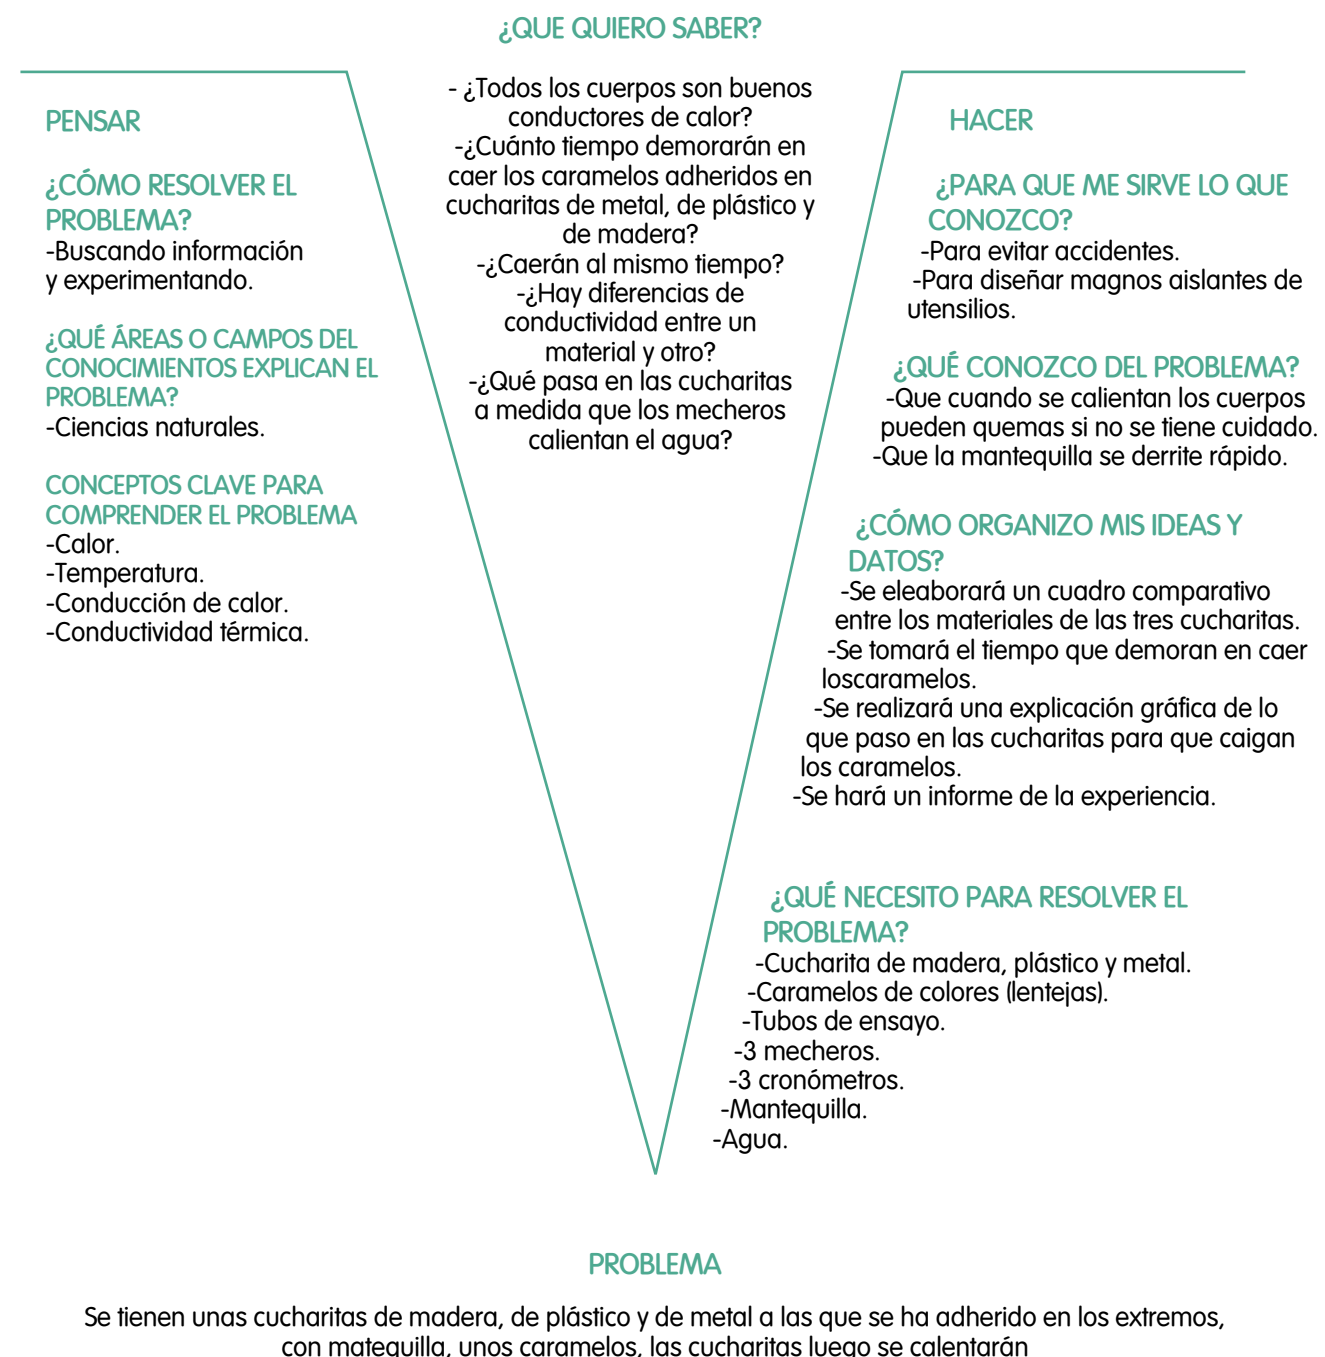 ¿QUE QUIERO SABER?
- ¿Todos los cuerpos son buenos
conductores de calor?
-¿Cuánto tiempo demorarán en
caer los caramelos adheridos en
cucharitas de metal, de plástico y
de madera?
-¿Caerán al mismo tiempo?
-¿Hay diferencias de
conductividad entre un
material y otro?
-¿Qué pasa en las cucharitas
a medida que los mecheros
calientan el agua?
PENSAR
¿CÓMO RESOLVER EL
PROBLEMA?
-Buscando información
y experimentando.
¿QUÉ ÁREAS O CAMPOS DEL
CONOCIMIENTOS EXPLICAN EL
PROBLEMA?
-Ciencias naturales.
CONCEPTOS CLAVE PARA
COMPRENDER EL PROBLEMA
-Calor.
-Temperatura.
-Conducción de calor.
-Conductividad térmica.
HACER
¿PARA QUE ME SIRVE LO QUE
CONOZCO?
-Para evitar accidentes.
-Para diseñar magnos aislantes de
utensilios.
¿QUÉ CONOZCO DEL PROBLEMA?
-Que cuando se calientan los cuerpos
pueden quemas si no se tiene cuidado.
-Que la mantequilla se derrite rápido.
¿CÓMO ORGANIZO MIS IDEAS Y
DATOS?
-Se eleaborará un cuadro comparativo
entre los materiales de las tres cucharitas.
-Se tomará el tiempo que demoran en caer
loscaramelos.
-Se realizará una explicación gráfica de lo
que paso en las cucharitas para que caigan
los caramelos.
-Se hará un informe de la experiencia.
¿QUÉ NECESITO PARA RESOLVER EL
PROBLEMA?
-Cucharita de madera, plástico y metal.
-Caramelos de colores (lentejas).
-Tubos de ensayo.
-3 mecheros.
-3 cronómetros.
-Mantequilla.
-Agua.
PROBLEMA
Se tienen unas cucharitas de madera, de plástico y de metal a las que se ha adherido en los extremos,
con matequilla, unos caramelos, las cucharitas luego se calentarán